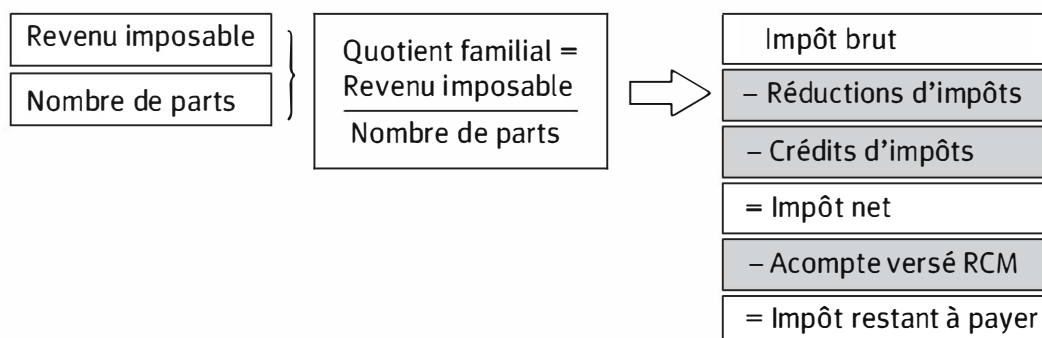 Revenu imposable
Nombre de parts
Quotient familial =
Revenu imposable
Nombre de parts
Impôt brut
– Réductions d'impôts
– Crédits d'impôts
= Impôt net
– Acompte versé RCM
= Impôt restant à payer